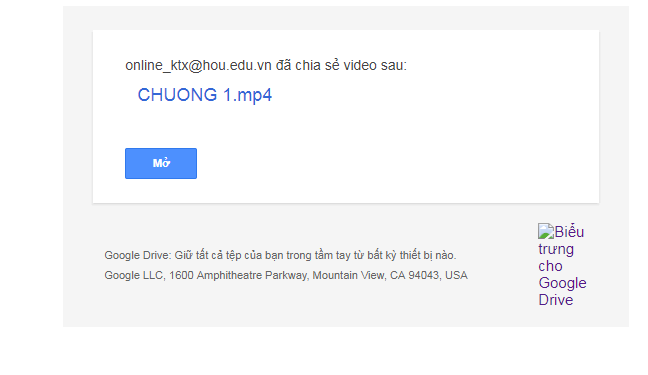 online_ktx@hou.edu.vn đã chia sẻ video sau:
CHUONG 1.mp4
Mở
Google Drive: Giữ tất cả tệp của bạn trong tầm tay từ bất kỳ thiết bị nào.
Google LLC, 1600 Amphitheatre Parkway, Mountain View, CA 94043, USA
Biểu
trưng
cho
Google
Drive